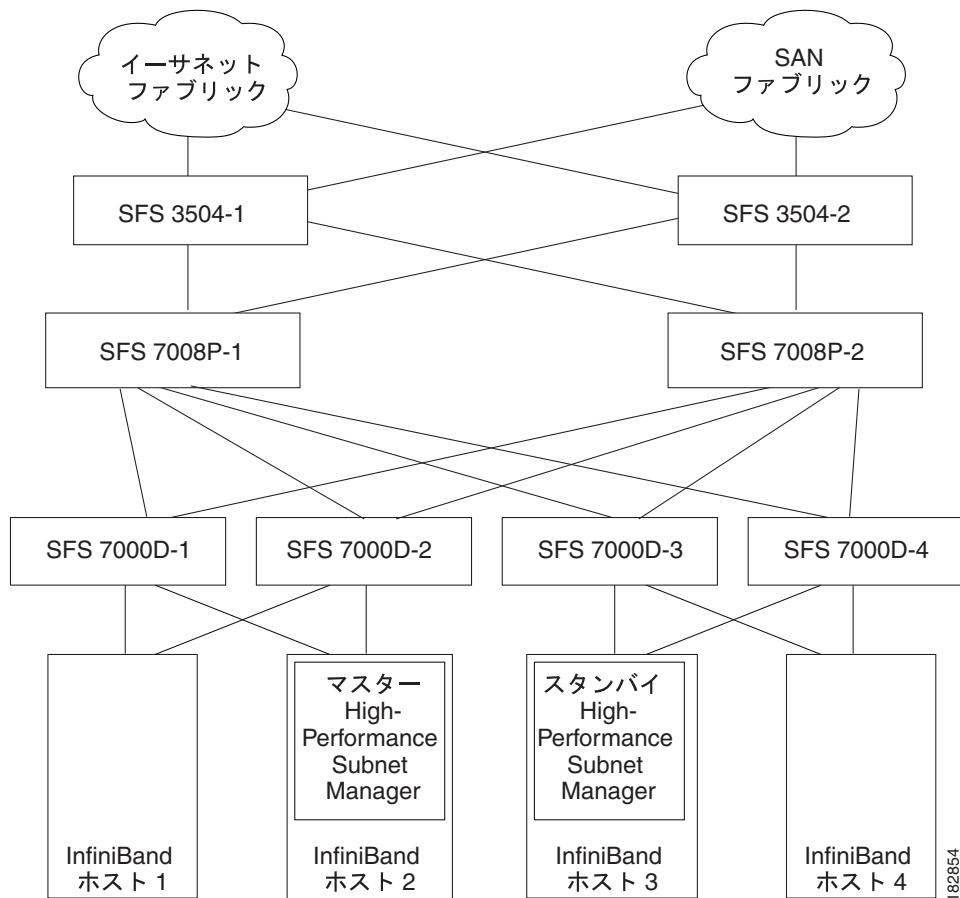 イーサネット
ファブリック
SAN
ファブリック
SFS 3504-1
SFS 3504-2
SFS 7008P-1
SFS 7008P-2
SFS 7000D-1
SFS 7000D-2
SFS 7000D-3
SFS 7000D-4
マスター
High-
Performance
Subnet
Manager
スタンバイ
High-
Performance
Subnet
Manager
InfiniBand
ホスト 1
InfiniBand
ホスト 2
InfiniBand
ホスト 3
InfiniBand
ホスト 4
182854